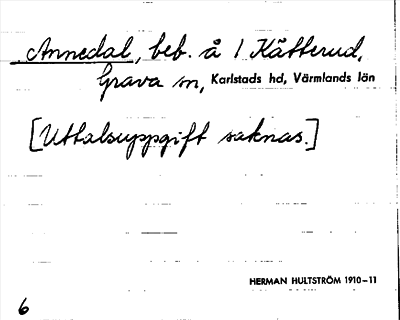 Annedal, beb. å 1 Kätterud,
Grava sn, Karlstads hd, Värmlands län
[Uttalsuppgift saknas.]
HERMAN HULTSTRÖM 1910-11
6